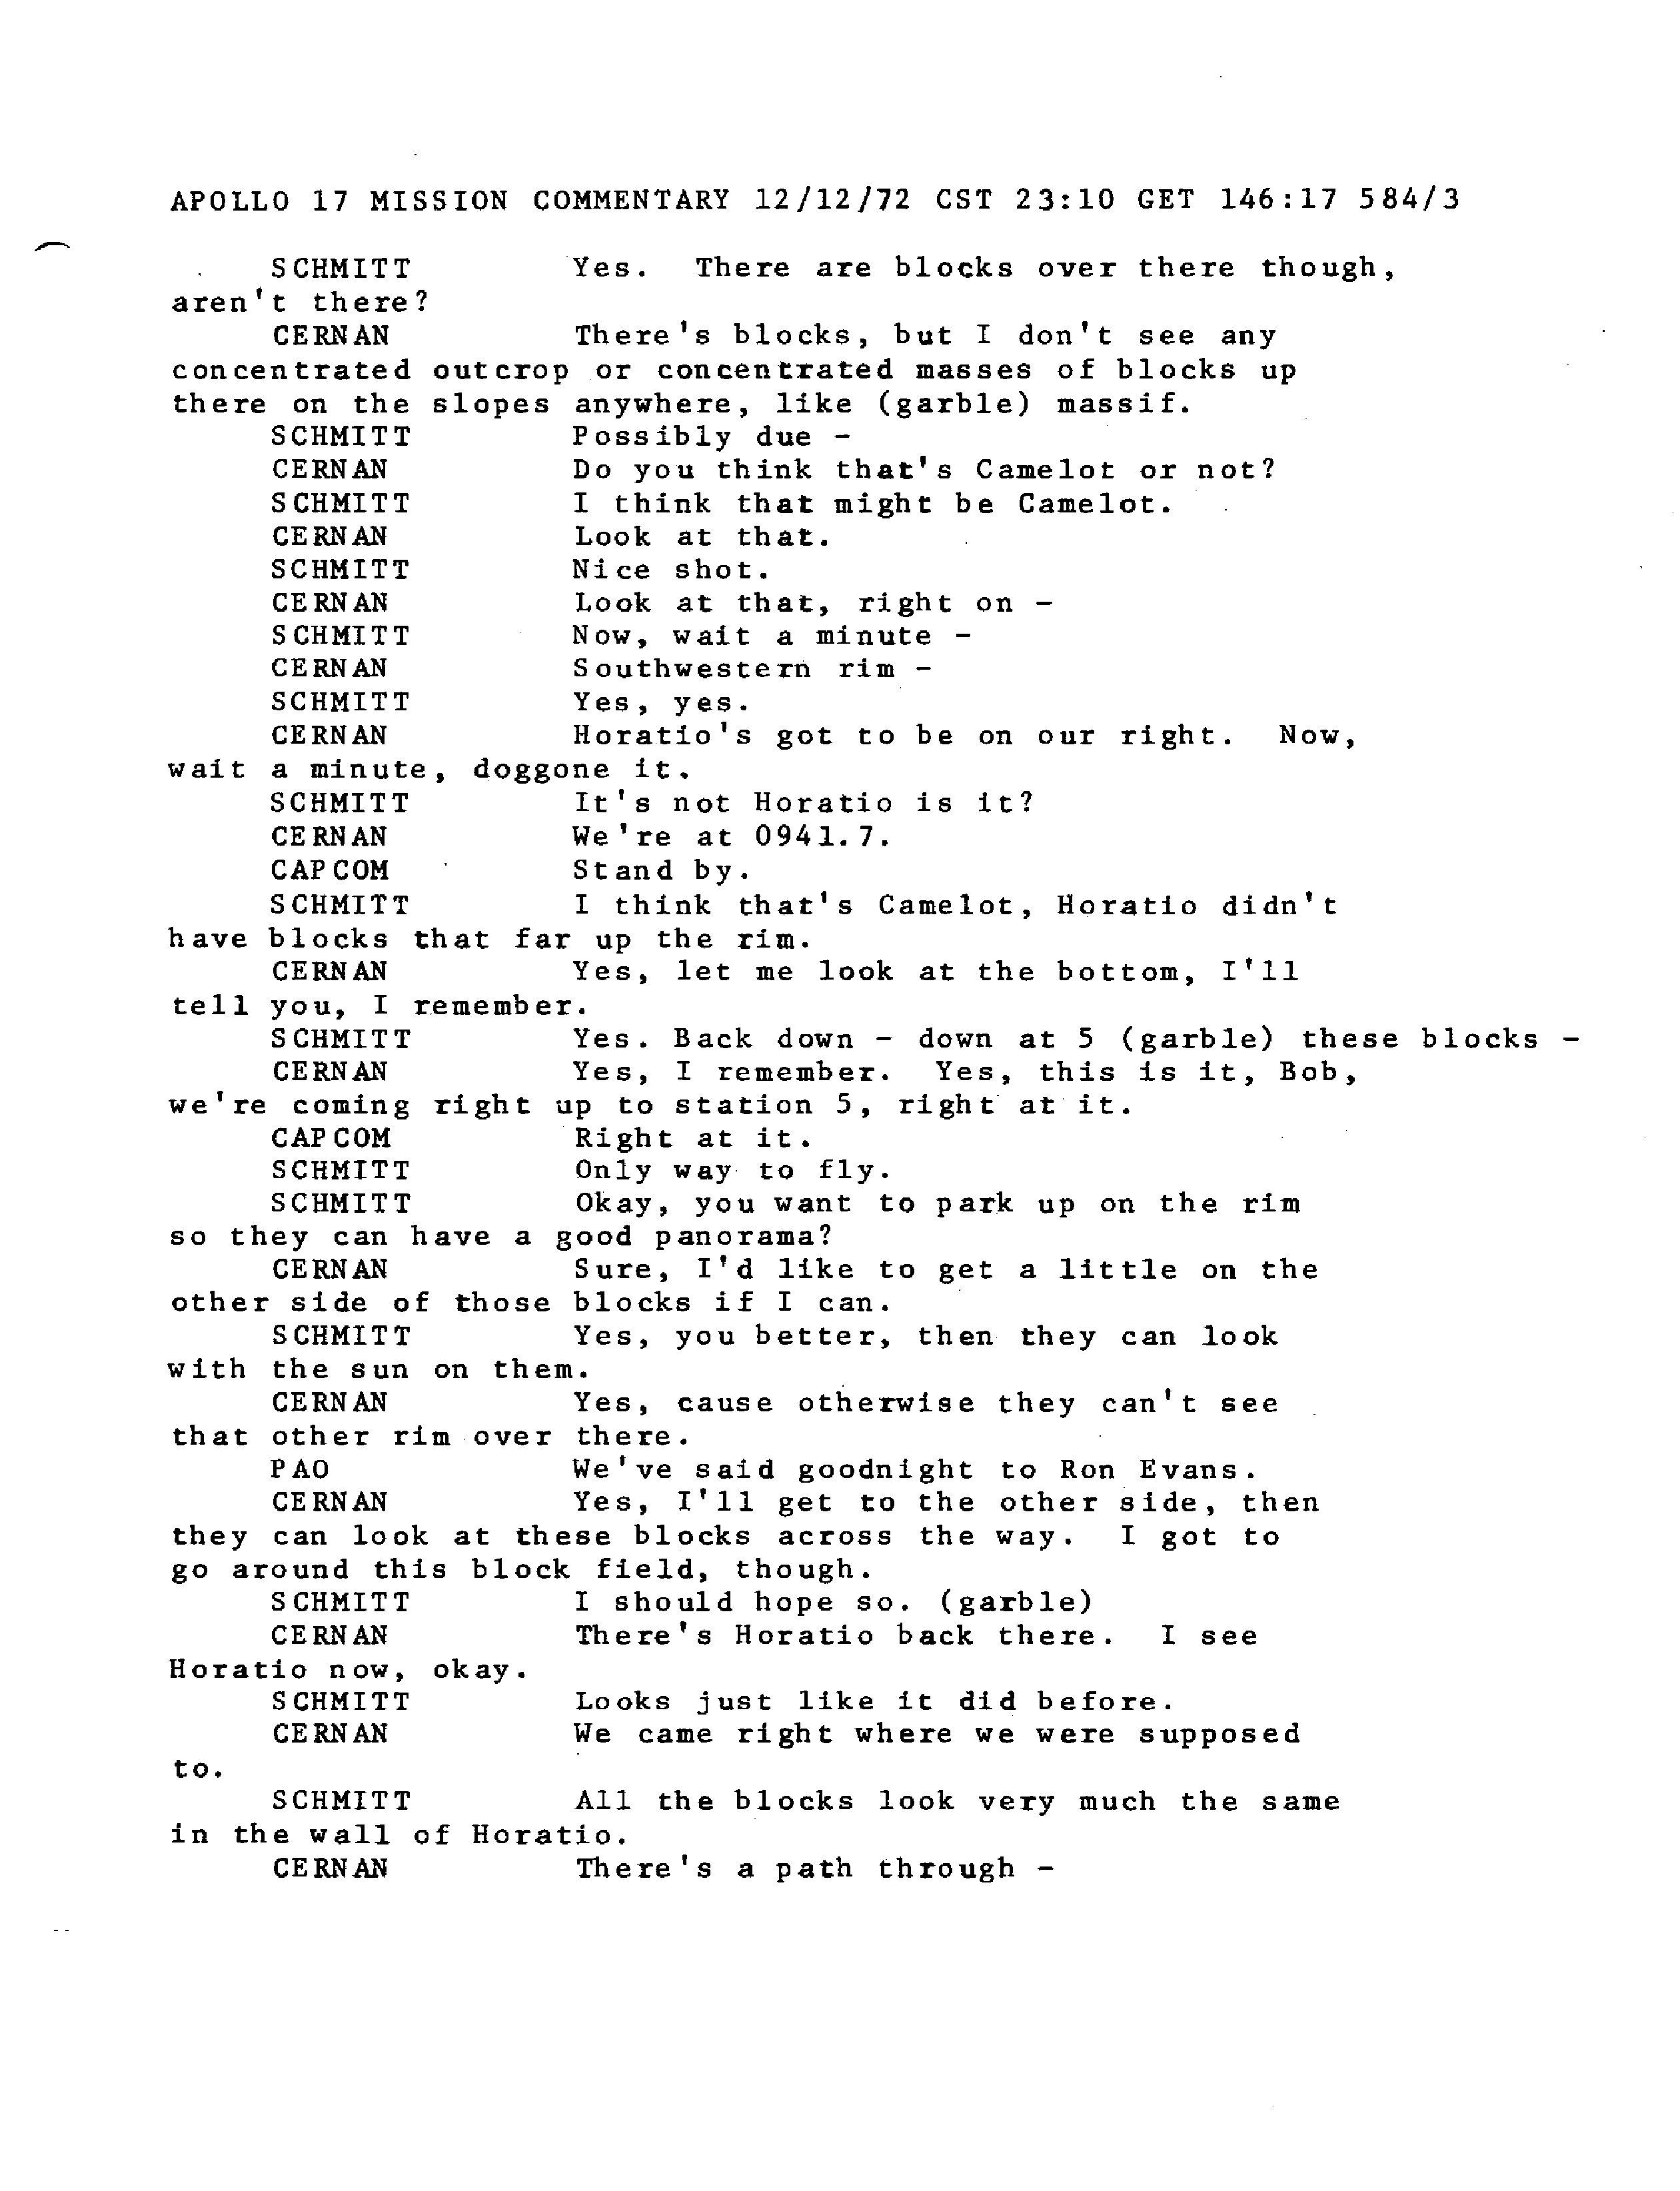 APOLLO 17 MISSION COMMENTARY 12/12/72 CST 23:10 GET 146:17 584/3
SCHMITT Yes. There are blocks over there though,
aren't there?
CERNAN There's blocks, but I don't see any
concentrated outcrop or concentrated masses of blocks up
there on the slopes anywhere, like (garble) massif.
SCHMITT Possibly due -
CERNAN Do you think that's Camelot or not?
SCHMITT I think that might be Camelot.
CERNAN Look at that.
SCHMITT Nice shot.
CERNAN Look at that, right on -
SCHMITT Now, wait a minute -
CERNAN Southwestern rim -
SCHMITT Yes, yes.
CERNAN Horatio's got to be on our right. Now,
wait a minute, doggone it.
SCHMITT It's not Horatio is it?
CERNAN We're at 0941.7.
CAPCOM Stand by.
SCHMITT I think that's Camelot, Horatio didn't
have blocks that far up the rim.
CERNAN Yes, let me look at the bottom, I'll
tell you, I remember.
SCHMITT Yes. Back down - down at 5 (garble) these blocks -
CERNAN Yes, I remember. Yes, this is it, Bob,
we're coming right up to station 5, right at it.
CAPCOM Right at it.
SCHMITT Only way to fly.
SCHMITT Okay, you want to park up on the rim
so they can have a good panorama?
CERNAN Sure, I'd like to get a little on the
other side of those blocks if I can.
SCHMITT Yes, you better, then they can look
with the sun on them.
CERNAN Yes, cause otherwise they can't see
that other rim over there.
PAO We've said goodnight to Ron Evans.
CERNAN Yes, I'll get to the other side, then
they can look at these blocks across the way. I got to
go around this block field, though.
SCHMITT I should hope so. (garble)
CERNAN There's Horatio back there. I see
Horatio now, okay.
SCHMITT Looks just like it did before.
CERNAN We came right where we were supposed
to.
SCHMITT All the blocks look very much the same
in the wall of Horatio.
CERNAN There's a path through -